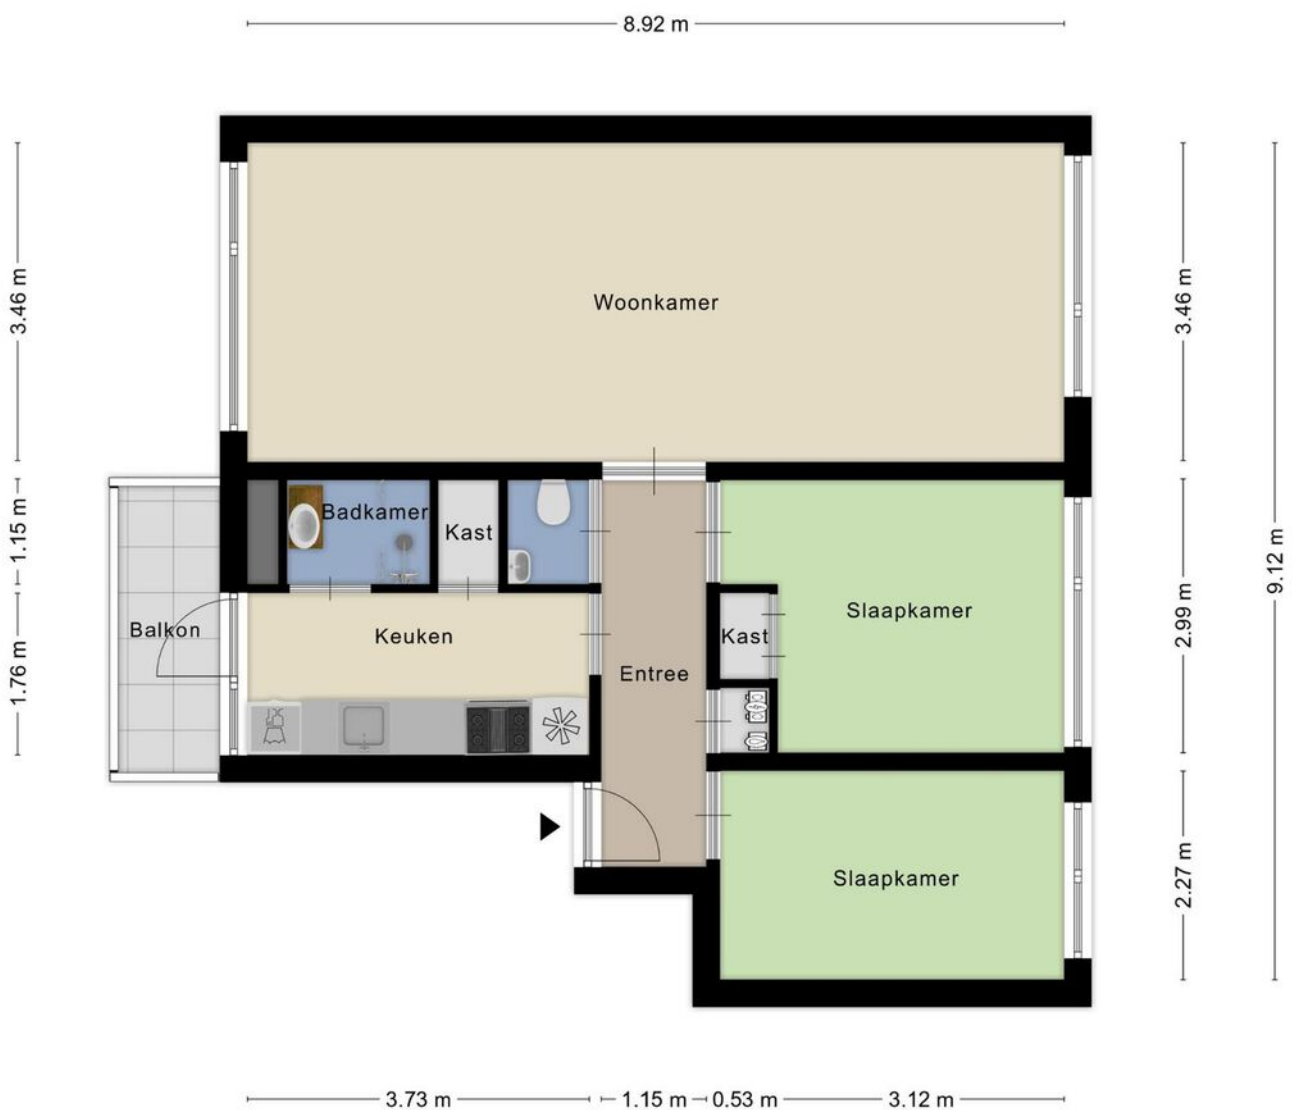 8.92 m
3.46 m
3.46 m
Woonkamer
Badkamer
Kast
1.15 m
9.12 m
Balkon
Keuken
Entree
Kast
Slaapkamer
2.99 m
1.76 m
Slaapkamer
2.27 m
3.73 m
1.15 m
0.53 m
3.12 m